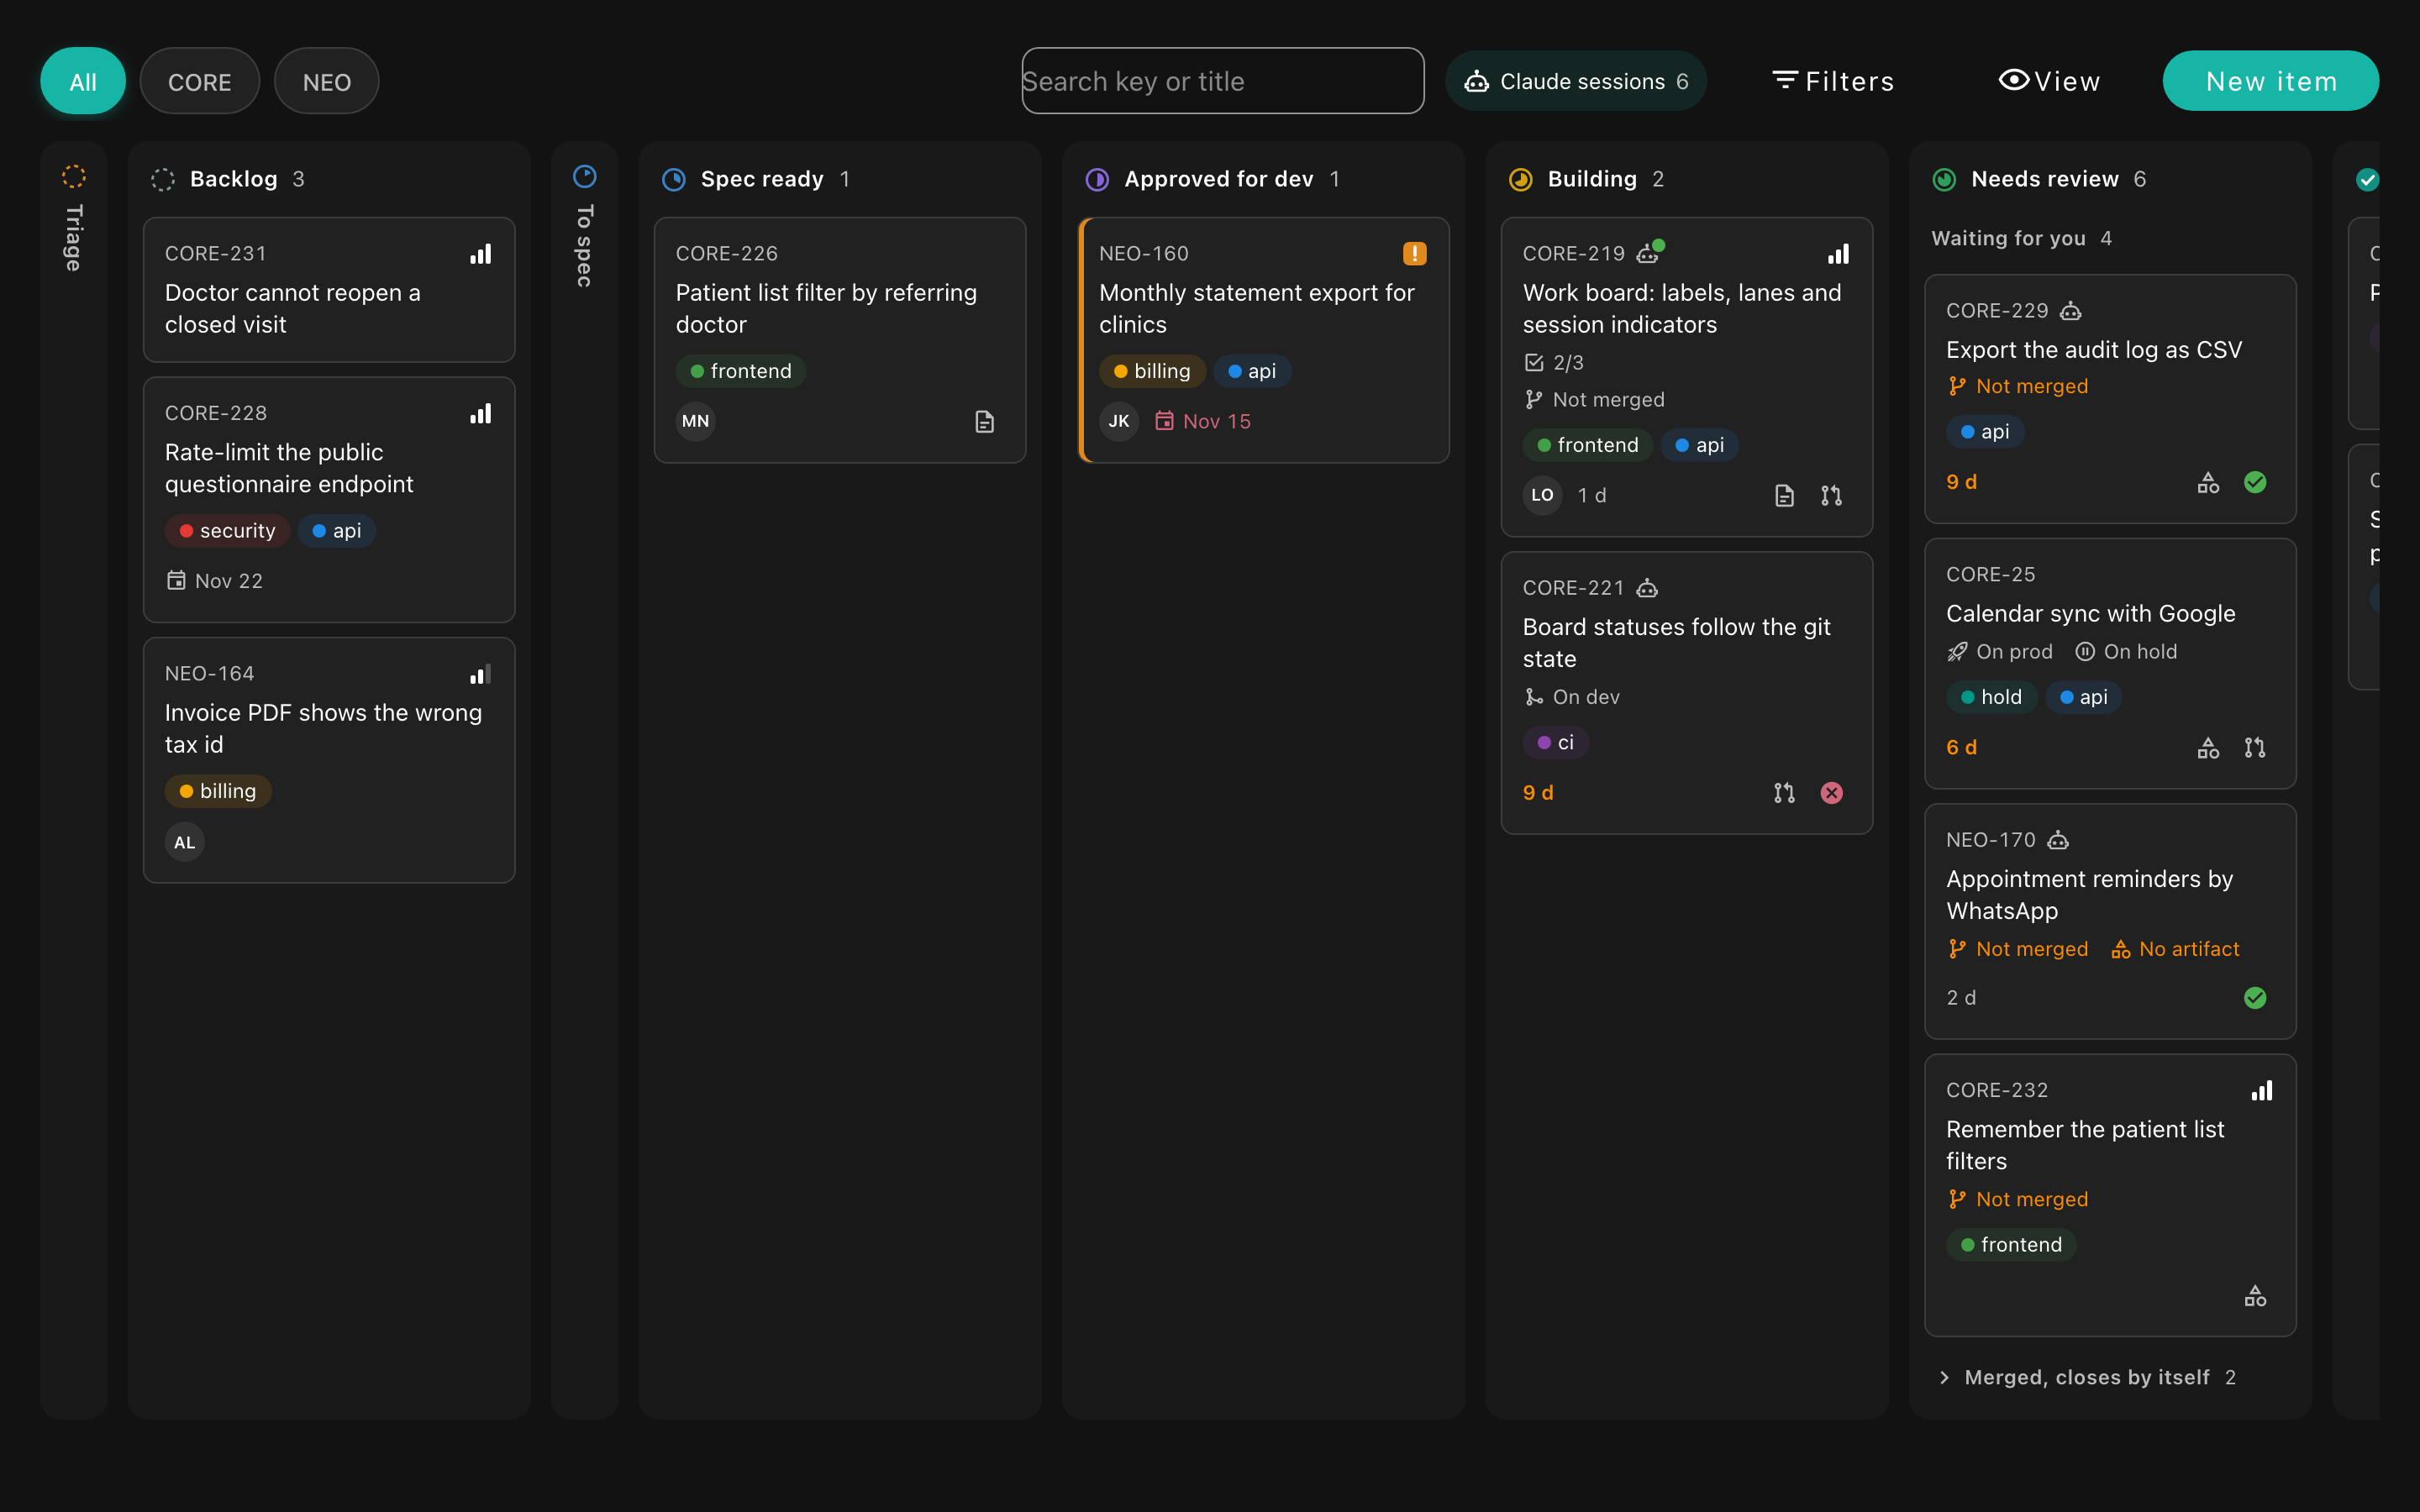 All CORE NEO Search key or title Claude sessions 6 Filters View New item
Triage
Backlog 3
CORE-231
Doctor cannot reopen a
closed visit
CORE-228
Rate-limit the public
questionnaire endpoint
security api
Nov 22
NEO-164
Invoice PDF shows the wrong
tax id
billing
AL
To spec
Spec ready 1
CORE-226
Patient list filter by referring
doctor
frontend
MN
Approved for dev 1
NEO-160
!
Monthly statement export for
clinics
billing api
JK Nov 15
Building 2
CORE-219
Work board: labels, lanes and
session indicators
2/3
Not merged
frontend api
LO 1 d
CORE-221
Board statuses follow the git
state
On dev
ci
9 d
Needs review 6
Waiting for you 4
CORE-229
Export the audit log as CSV
Not merged
api
9 d
CORE-25
Calendar sync with Google
On prod On hold
hold api
6 d
NEO-170
Appointment reminders by
WhatsApp
Not merged No artifact
2 d
CORE-232
Remember the patient list
filters
Not merged
frontend
Merged, closes by itself 2